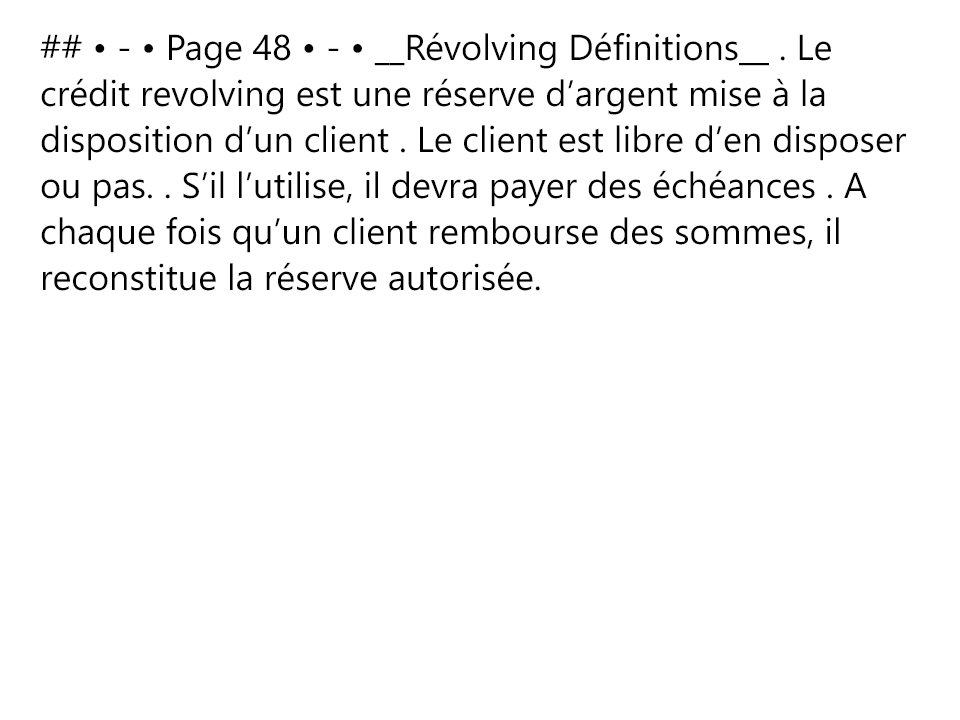 ## • - • Page 48 • - • __Révolving Définitions__ . Le
crédit revolving est une réserve d’argent mise à la
disposition d’un client . Le client est libre d’en disposer
ou pas. . S’il l’utilise, il devra payer des échéances . A
chaque fois qu’un client rembourse des sommes, il
reconstitue la réserve autorisée.